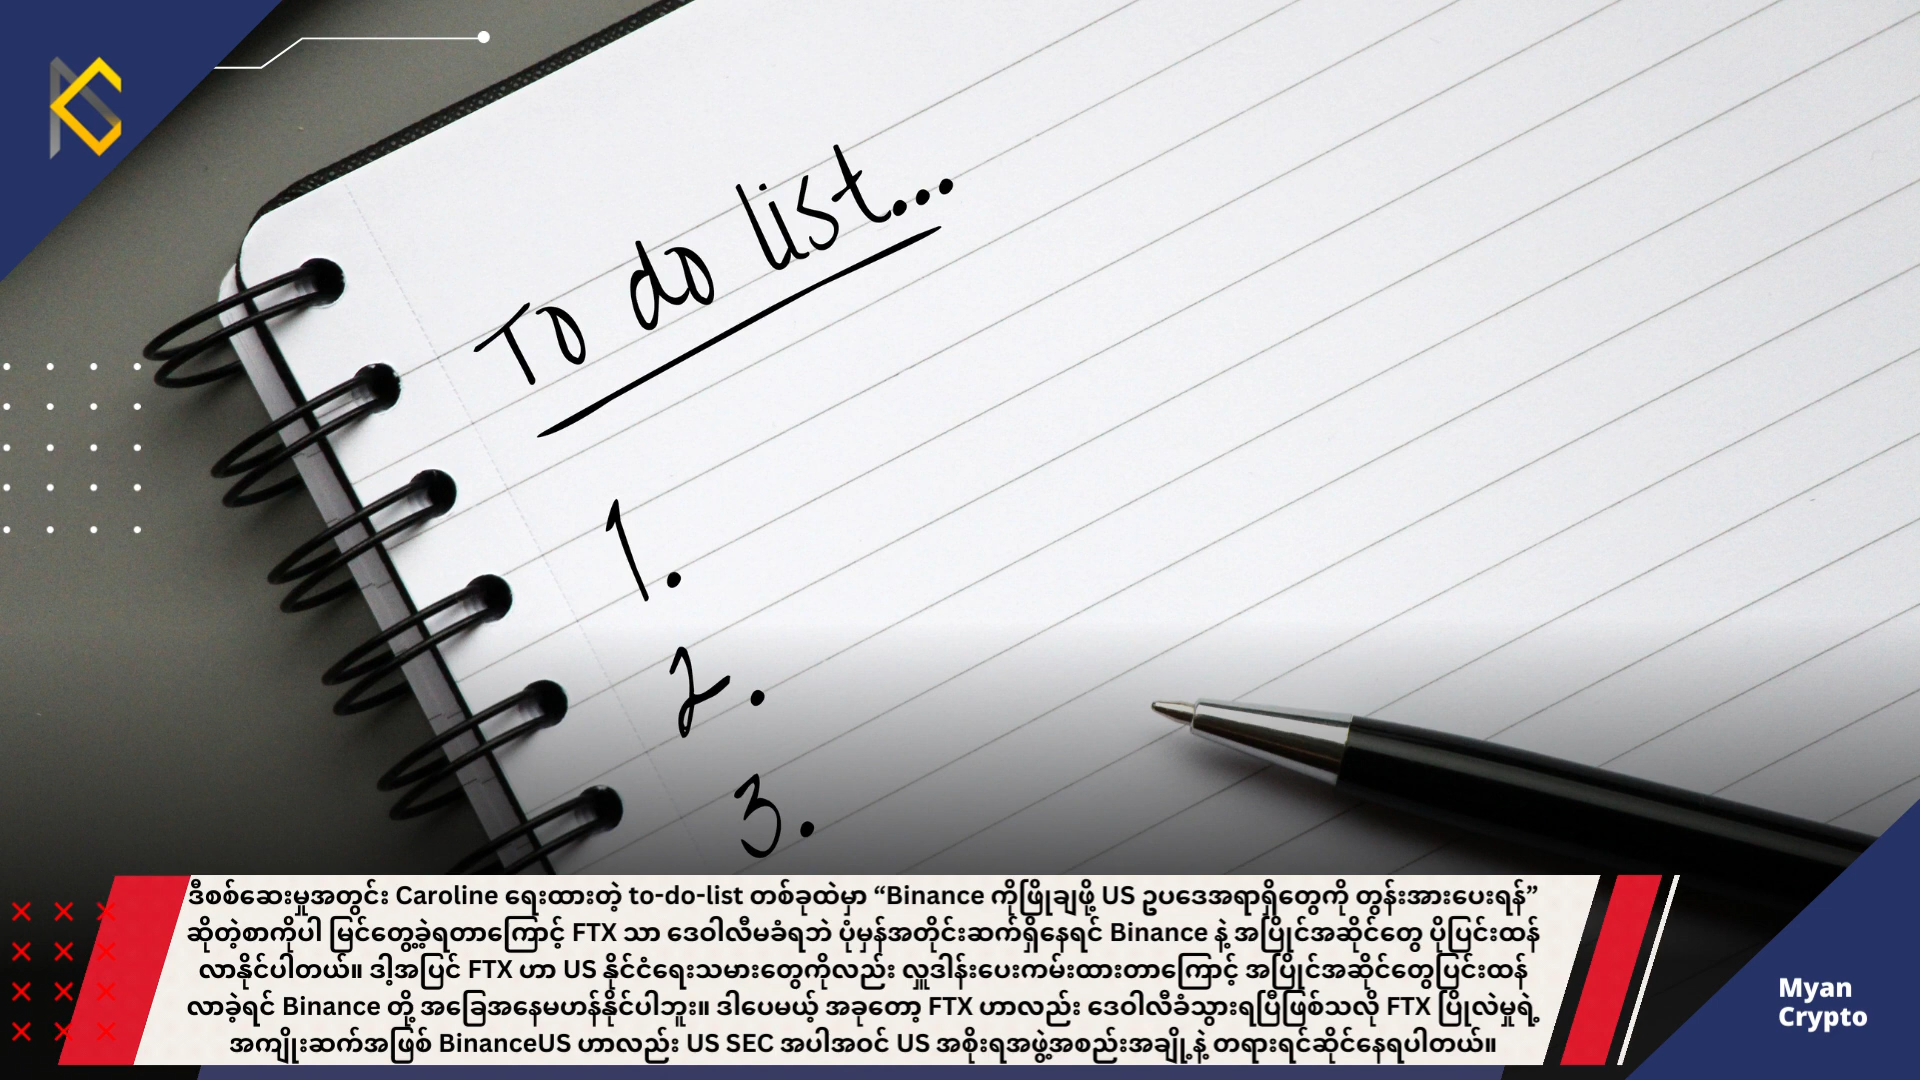 To do list...
1.
2.
3.
ဒီစစ်ဆေးမှုအတွင်း Caroline ရေးထားတဲ့ to-do-list တစ်ခုထဲမှာ “Binance ကိုဖြိုချဖို့ US ဥပဒေအရာရှိတွေကို တွန်းအားပေးရန်”
ဆိုတဲ့စာကိုပါ မြင်တွေ့ခဲ့ရတာကြောင့် FTX သာ ဒေဝါလီမခံရဘဲ ပုံမှန်အတိုင်းဆက်ရှိနေရင် Binance နဲ့ အပြိုင်အဆိုင်တွေ ပိုပြင်းထန်
လာနိုင်ပါတယ်။ ဒါ့အပြင် FTX ဟာ US နိုင်ငံရေးသမားတွေကိုလည်း လှူဒါန်းပေးကမ်းထားတာကြောင့် အပြိုင်အဆိုင်တွေပြင်းထန်
လာခဲ့ရင် Binance တို့ အခြေအနေမဟန်နိုင်ပါဘူး။ ဒါပေမယ့် အခုတော့ FTX ဟာလည်း ဒေဝါလီခံသွားရပြီဖြစ်သလို FTX ပြိုလဲမှုရဲ့
အကျိုးဆက်အဖြစ် BinanceUS ဟာလည်း US SEC အပါအဝင် US အစိုးရအဖွဲ့အစည်းအချို့နဲ့ တရားရင်ဆိုင်နေရပါတယ်။
Myan
Crypto